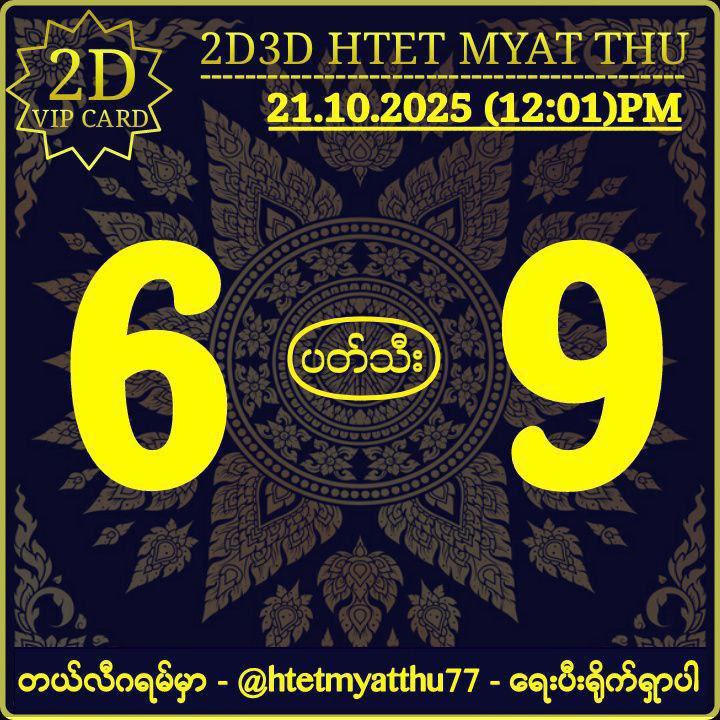 2D
VIP CARD
2D3D HTET MYAT THU
21.10.2025 (12:01)PM
6 ပတ်သီး 9
တယ်လီဂရမ်မှာ - @htetmyatthu77 - ရေးပီးရိုက်ရှာပါ